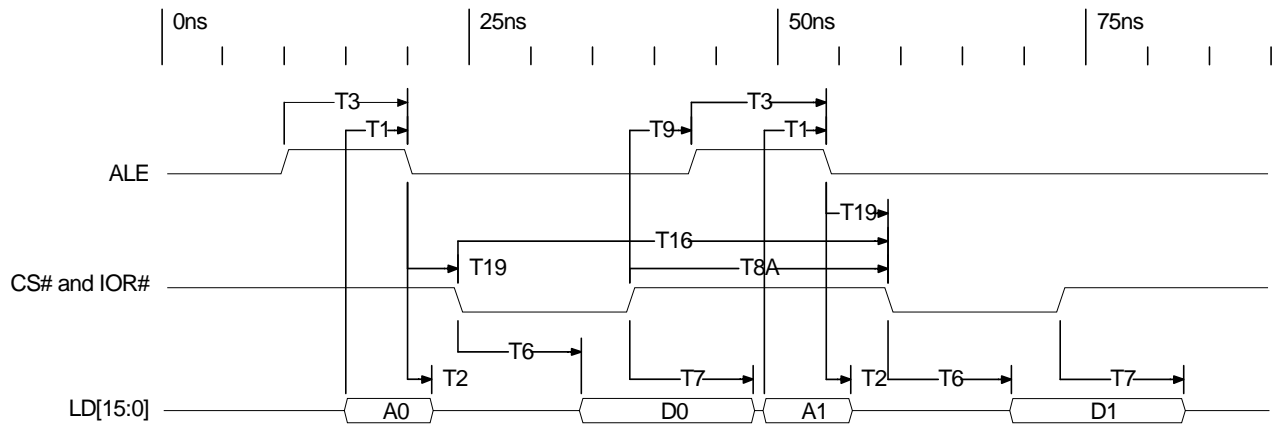 0ns 25ns 50ns 75ns
T3 T3
T1 T9 T1
ALE
T19
T16
T19 T8A
CS# and IOR#
T6
T2 T7 T2 T6 T7
LD[15:0] A0 D0 A1 D1